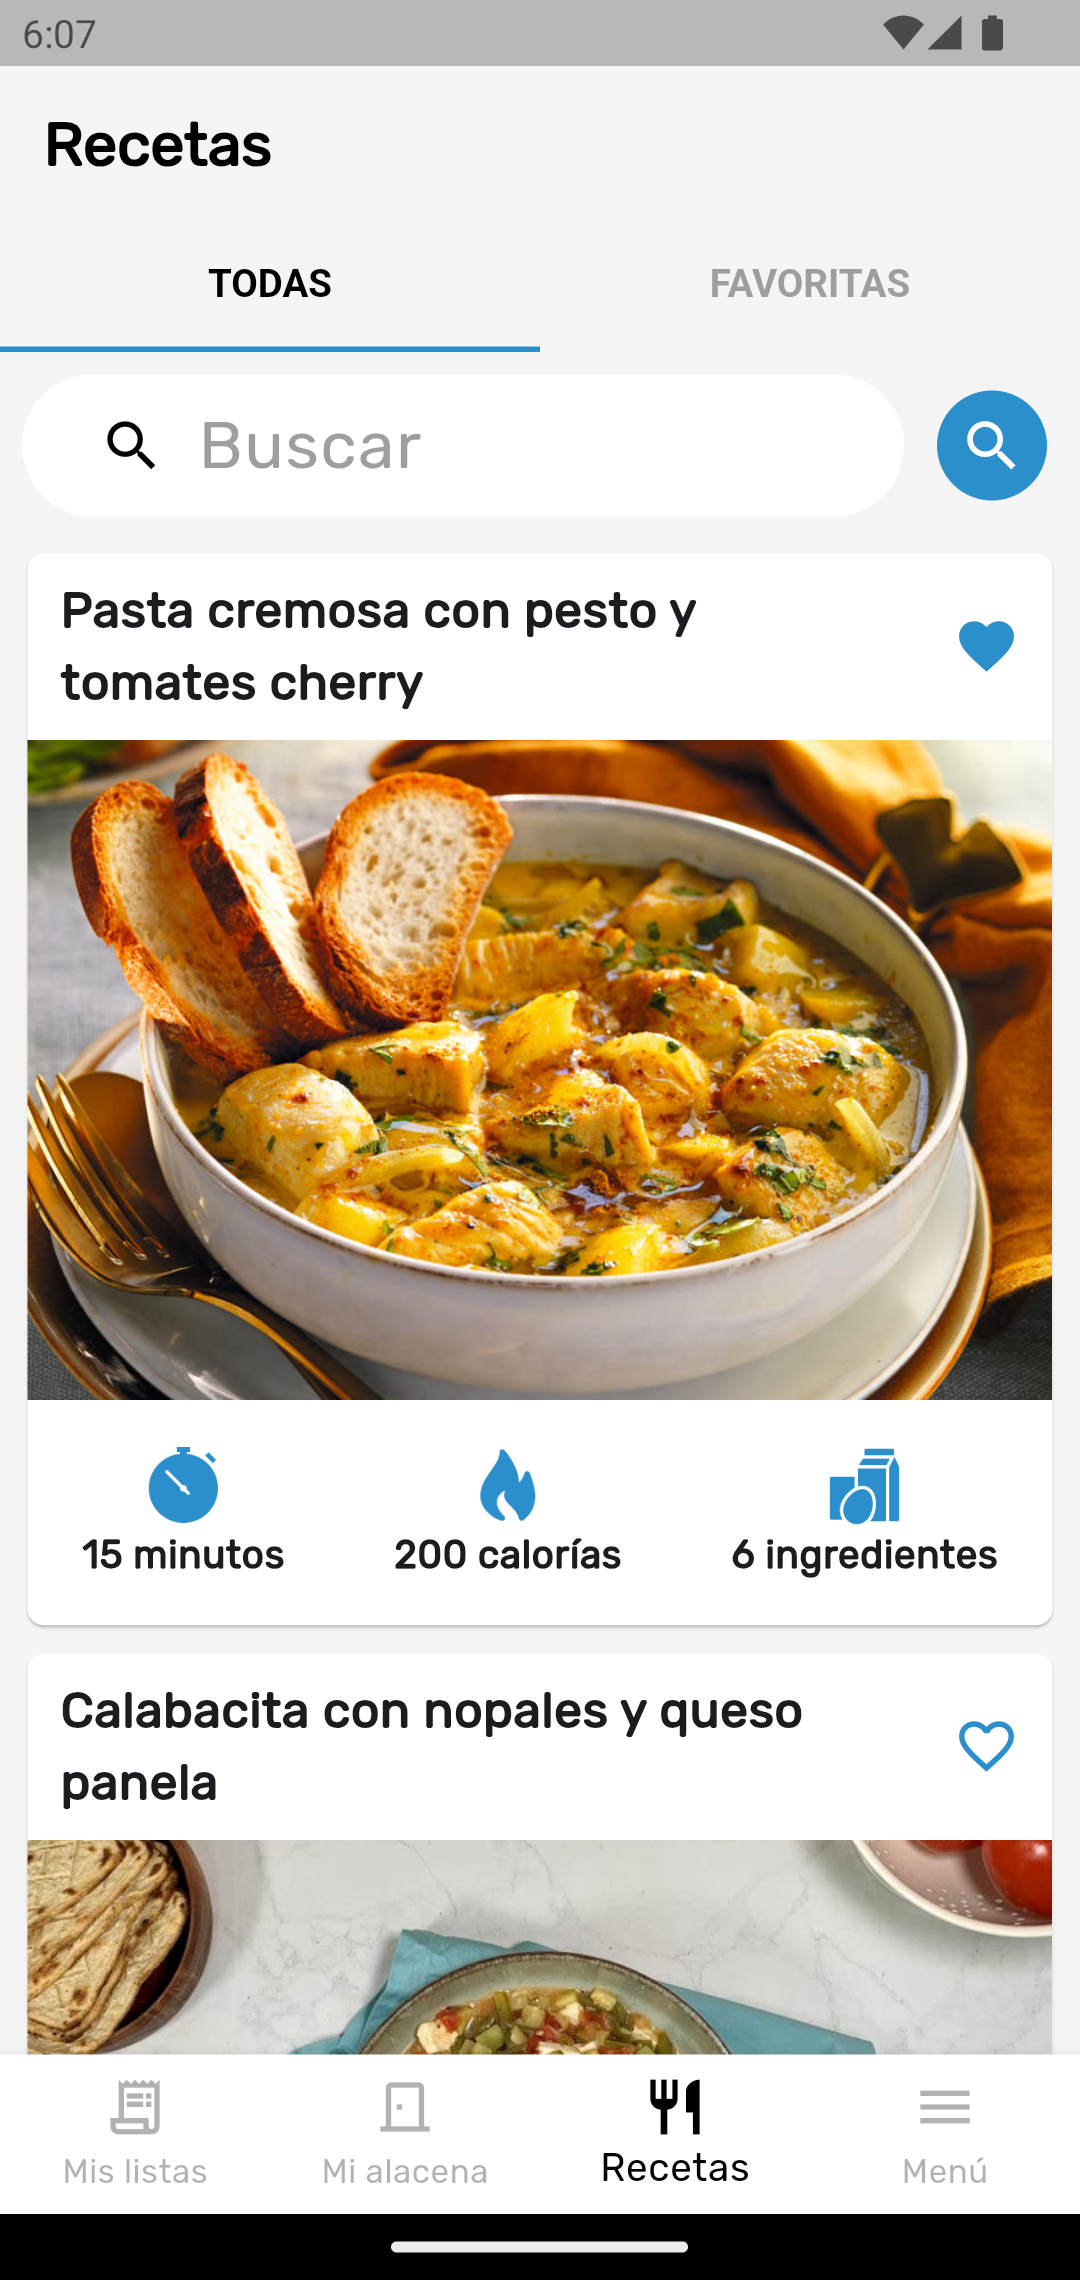 6:07
Recetas
TODAS
FAVORITAS
Buscar
Pasta cremosa con pesto y
tomates cherry
15 minutos
200 calorías
6 ingredientes
Calabacita con nopales y queso
panela
Mis listas
Mi alacena
Recetas
Menú